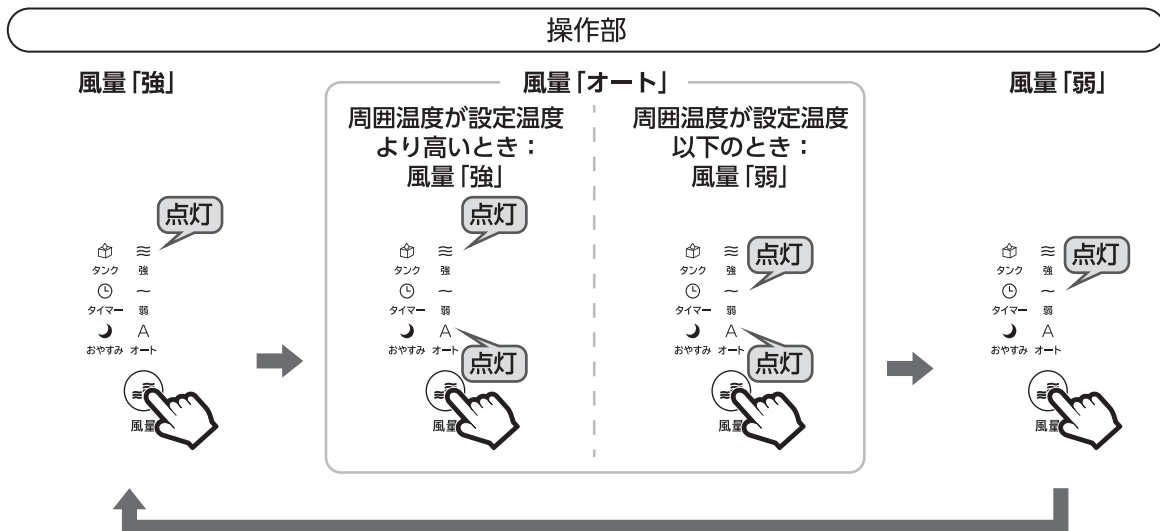 操作部
風量「強」
風量「オート」
風量「弱」
周囲温度が設定温度
より高いとき：
風量「強」
周囲温度が設定温度
以下のとき：
風量「弱」
点灯
タンク 強
タイマー 弱
おやすみ A オート
風量
点灯
タンク 強
タイマー 弱
おやすみ A オート
点灯
風量
点灯
タンク 強
タイマー 弱
おやすみ A オート
点灯
風量
点灯
タンク 強
タイマー 弱
おやすみ A オート
風量